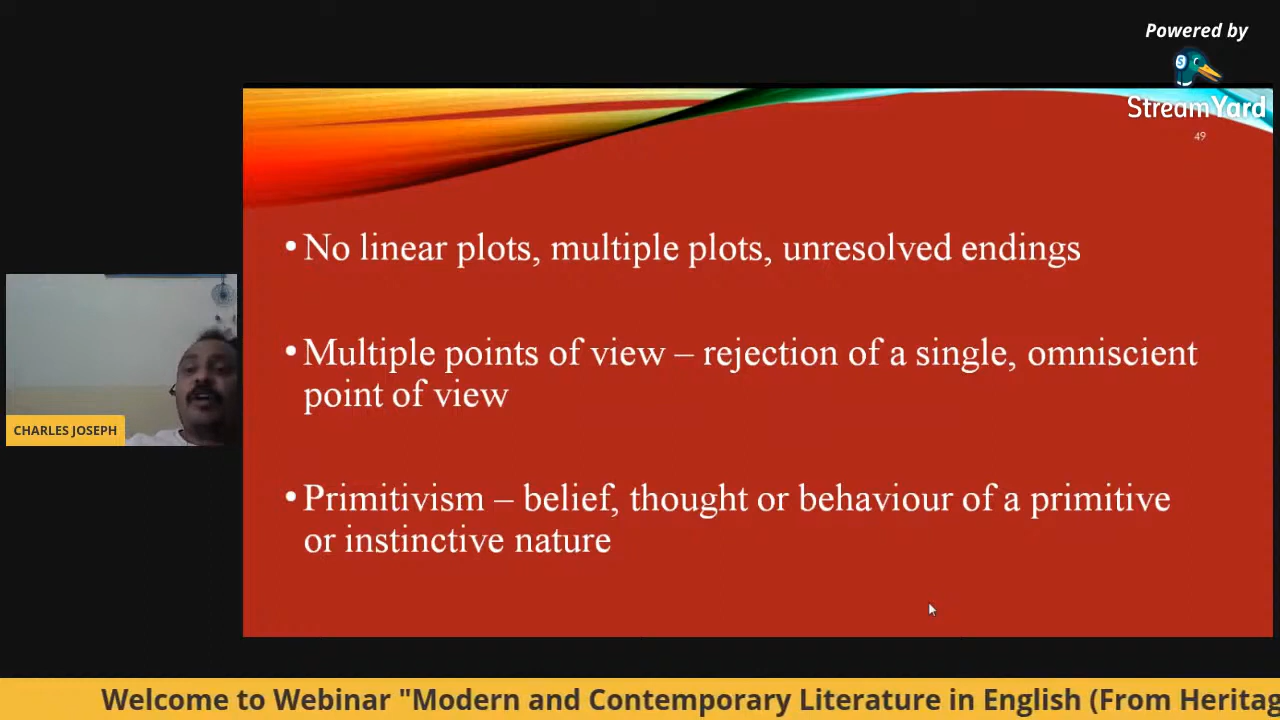 Powered by
StreamYard
49
• No linear plots, multiple plots, unresolved endings
• Multiple points of view – rejection of a single, omniscient
point of view
• Primitivism – belief, thought or behaviour of a primitive
or instinctive nature
CHARLES JOSEPH
Welcome to Webinar "Modern and Contemporary Literature in English (From Heritag